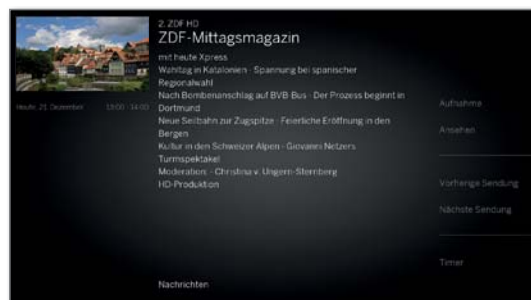 2. ZDF HD
ZDF-Mittagsmagazin
mit heute Xpress
Wahltag in Katalonien - Spannung bei spanischer
Regionalwahl
Nach Bombenanschlag auf BVB-Bus - Der Prozess beginnt in
Dortmund
Neue Seilbahn zur Zugspitze - Feierliche Eröffnung in den
Bergen
Kultur in den Schweizer Alpen - Giovanni Netzers
Turmspektakel
Moderation: - Christina v. Ungern-Sternberg
HD-Produktion
Heute, 21. Dezember 13:00 - 14:00
Aufnahme
Ansehen
Vorherige Sendung
Nächste Sendung
Timer
Nachrichten